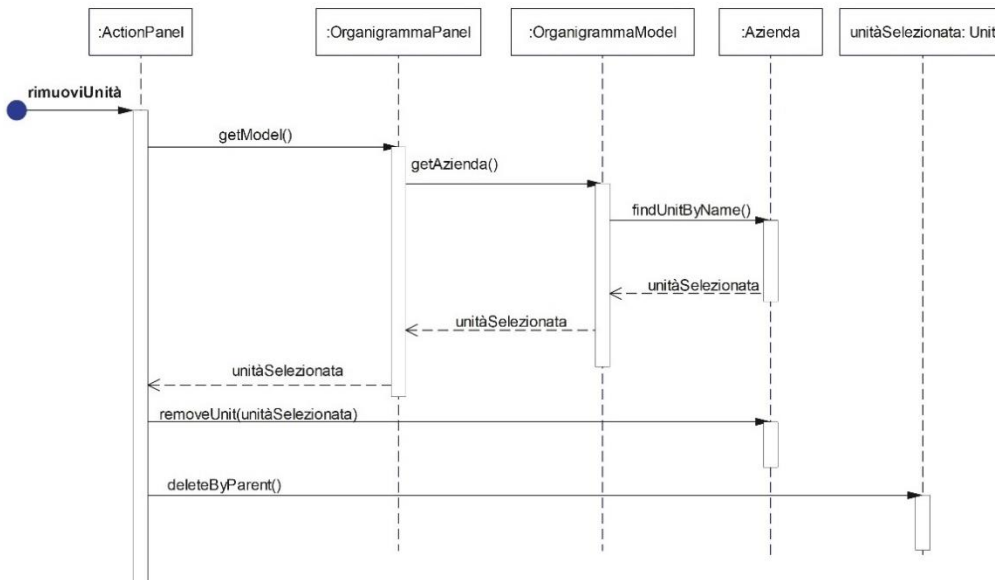 :ActionPanel
:OrganigrammaPanel
:OrganigrammaModel
:Azienda
unitàSelezionata: Unit
rimuoviUnità
getModel()
getAzienda()
findUnitByName()
unitàSelezionata
unitàSelezionata
unitàSelezionata
removeUnit(unitàSelezionata)
deleteByParent()